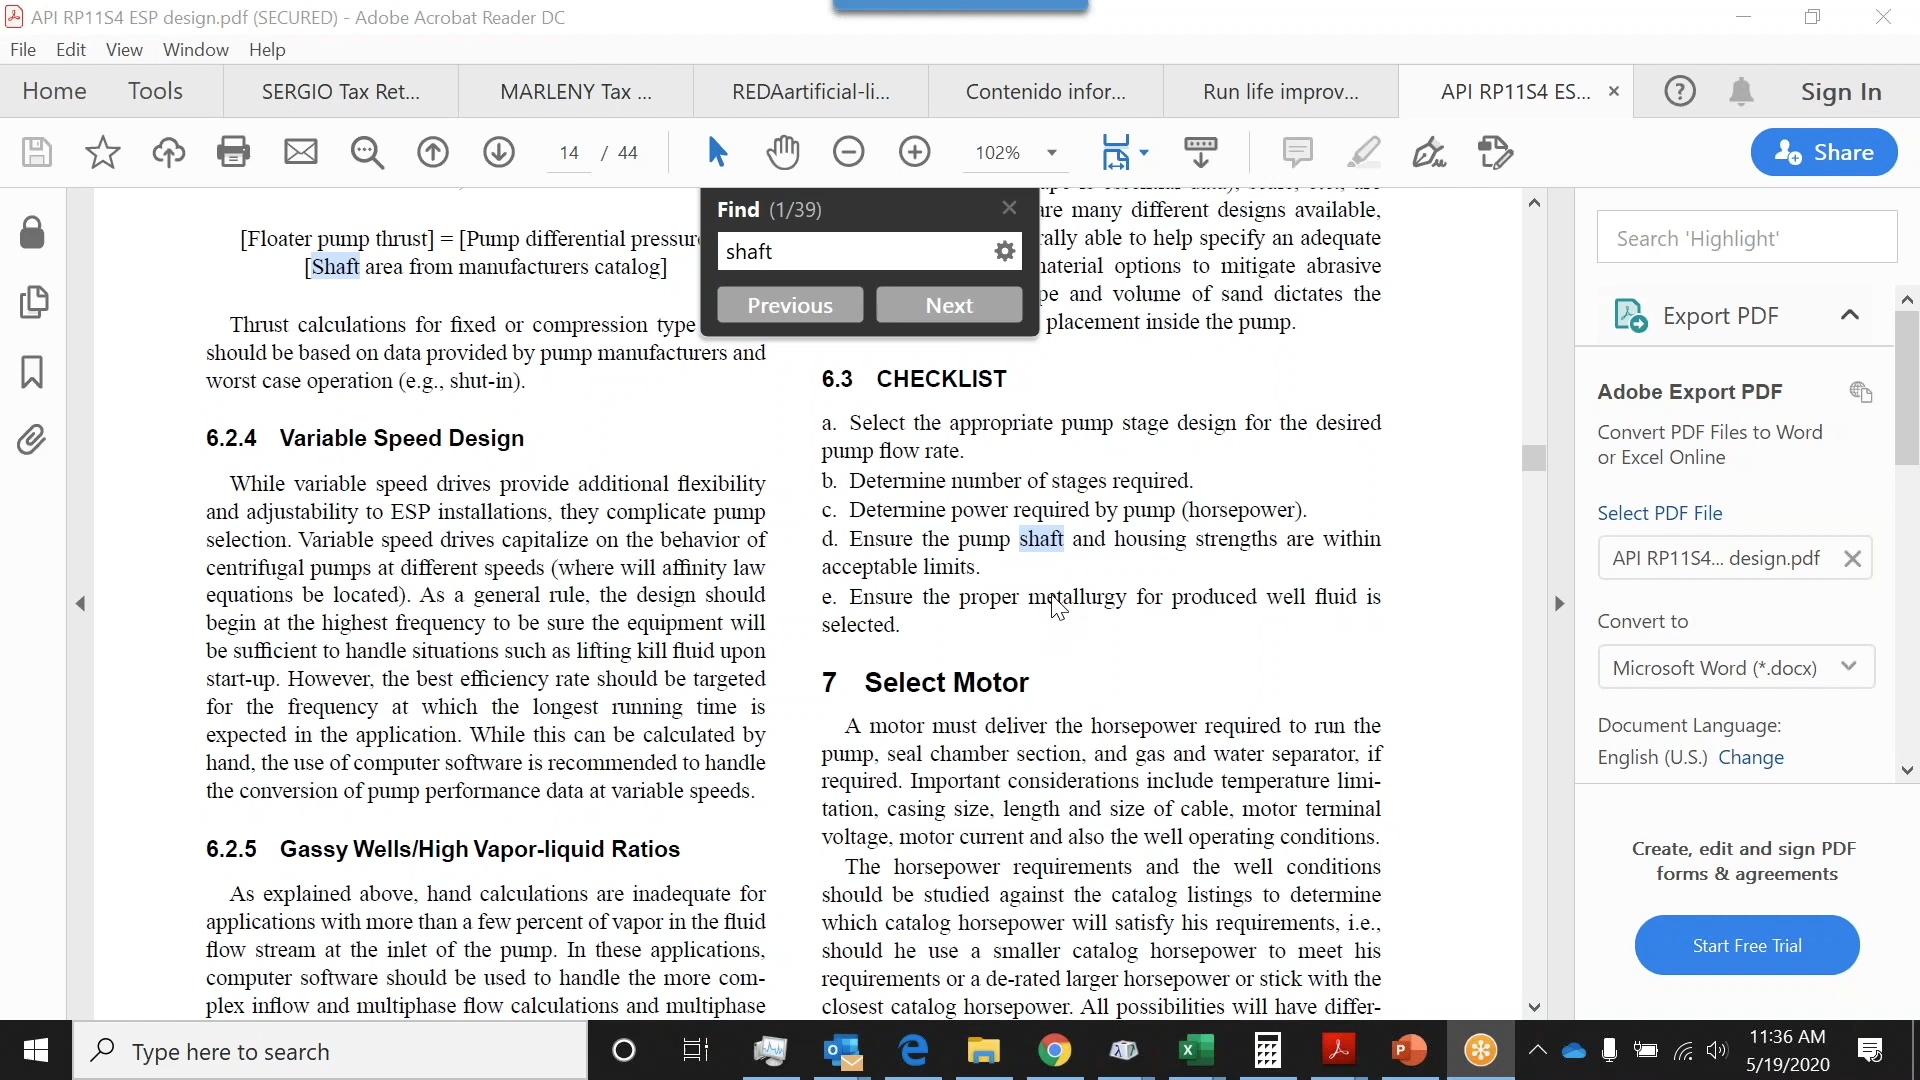 API RP11S4 ESP design.pdf (SECURED) - Adobe Acrobat Reader DC
File Edit View Window Help
Home Tools SERGIO Tax Ret... MARLENY Tax ... REDAartificial-li... Contenido infor... Run life improv... API RP11S4 ES... × ? Sign In
14 / 44 102% Share
[Floater pump thrust] = [Pump differential pressure
[Shaft area from manufacturers catalog]
Thrust calculations for fixed or compression type
should be based on data provided by pump manufacturers and
worst case operation (e.g., shut-in).
6.2.4 Variable Speed Design
While variable speed drives provide additional flexibility
and adjustability to ESP installations, they complicate pump
selection. Variable speed drives capitalize on the behavior of
centrifugal pumps at different speeds (where will affinity law
equations be located). As a general rule, the design should
begin at the highest frequency to be sure the equipment will
be sufficient to handle situations such as lifting kill fluid upon
start-up. However, the best efficiency rate should be targeted
for the frequency at which the longest running time is
expected in the application. While this can be calculated by
hand, the use of computer software is recommended to handle
the conversion of pump performance data at variable speeds.
6.2.5 Gassy Wells/High Vapor-liquid Ratios
As explained above, hand calculations are inadequate for
applications with more than a few percent of vapor in the fluid
flow stream at the inlet of the pump. In these applications,
computer software should be used to handle the more com-
plex inflow and multiphase flow calculations and multiphase
Find (1/39)
shaft
Previous Next
are many different designs available,
rally able to help specify an adequate
naterial options to mitigate abrasive
pe and volume of sand dictates the
placement inside the pump.
6.3 CHECKLIST
a. Select the appropriate pump stage design for the desired
pump flow rate.
b. Determine number of stages required.
c. Determine power required by pump (horsepower).
d. Ensure the pump shaft and housing strengths are within
acceptable limits.
e. Ensure the proper metallurgy for produced well fluid is
selected.
7 Select Motor
A motor must deliver the horsepower required to run the
pump, seal chamber section, and gas and water separator, if
required. Important considerations include temperature limi-
tation, casing size, length and size of cable, motor terminal
voltage, motor current and also the well operating conditions.
The horsepower requirements and the well conditions
should be studied against the catalog listings to determine
which catalog horsepower will satisfy his requirements, i.e.,
should he use a smaller catalog horsepower to meet his
requirements or a de-rated larger horsepower or stick with the
closest catalog horsepower. All possibilities will have differ-
Search 'Highlight'
Export PDF
Adobe Export PDF
Convert PDF Files to Word
or Excel Online
Select PDF File
API RP11S4... design.pdf
Convert to
Microsoft Word (*.docx)
Document Language:
English (U.S.) Change
Create, edit and sign PDF
forms & agreements
Start Free Trial
Type here to search
11:36 AM
5/19/2020